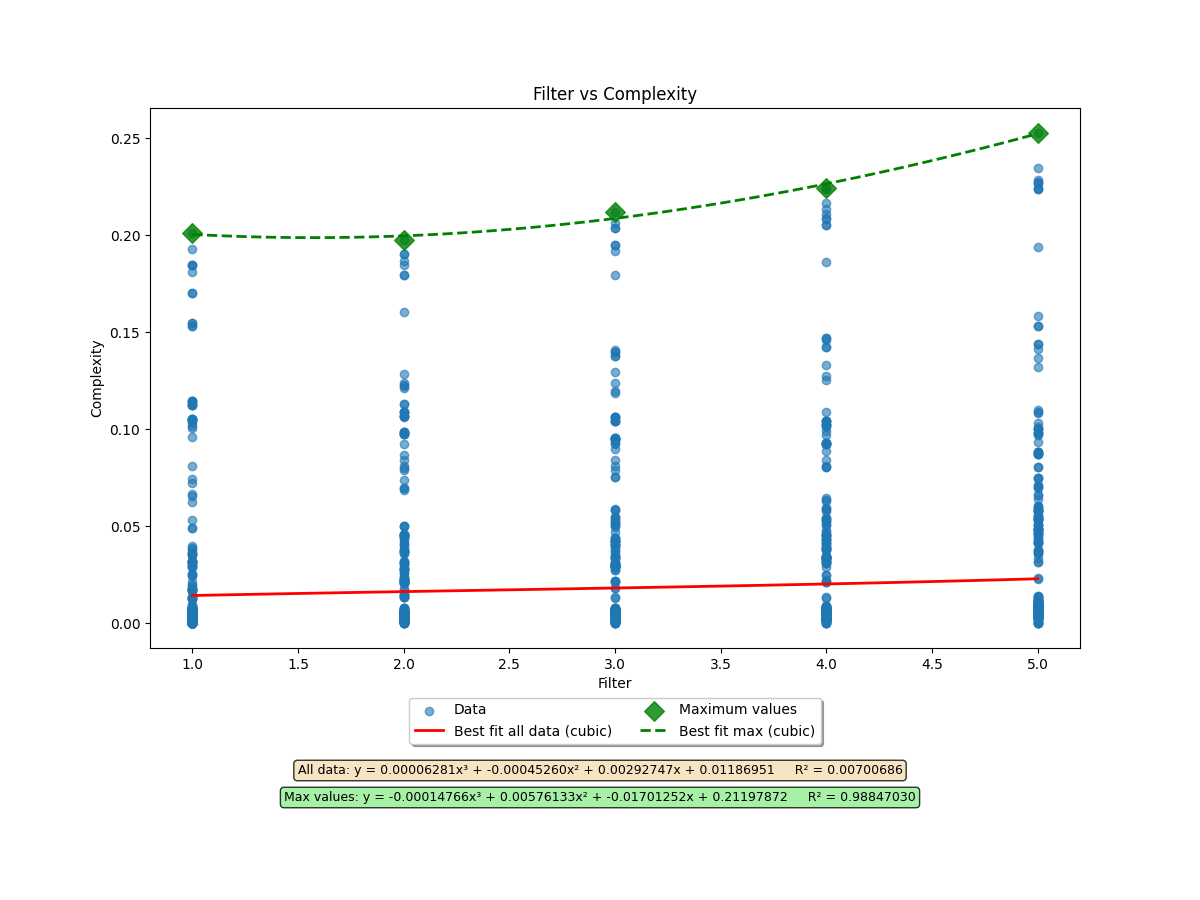 Filter vs Complexity
Complexity
0.25
0.20
0.15
0.10
0.05
0.00
1.0 1.5 2.0 2.5 3.0 3.5 4.0 4.5 5.0
Filter
Data Maximum values
Best fit all data (cubic) Best fit max (cubic)
All data: y = 0.00006281x³ + -0.00045260x² + 0.00292747x + 0.01186951 R² = 0.00700686
Max values: y = -0.00014766x³ + 0.00576133x² + -0.01701252x + 0.21197872 R² = 0.98847030